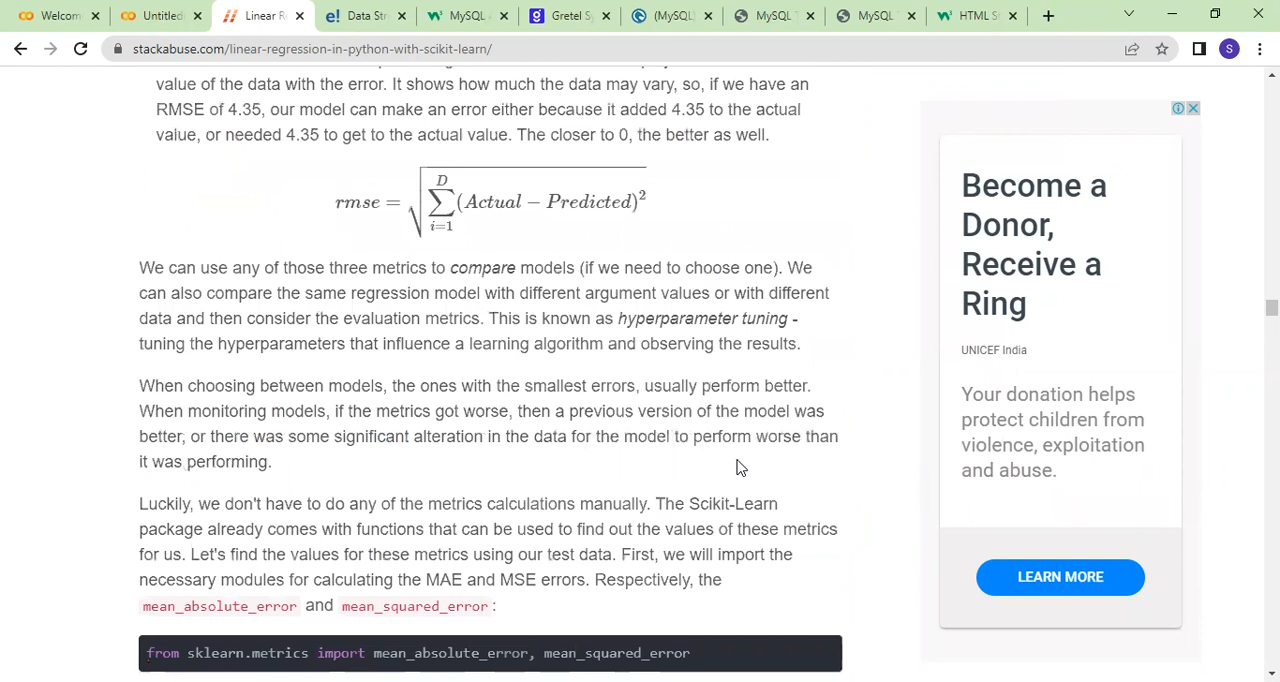 Welcom
Untitled
Linear R
Data Str
MySQL
Gretel Sy
(MySQL)
MySQL T
MySQL T
HTML S
stackabuse.com/linear-regression-in-python-with-scikit-learn/
S
value of the data with the error. It shows how much the data may vary, so, if we have an
RMSE of 4.35, our model can make an error either because it added 4.35 to the actual
value, or needed 4.35 to get to the actual value. The closer to 0, the better as well.
rmse = √∑_{i=1}^{D}(Actual − Predicted)²
We can use any of those three metrics to compare models (if we need to choose one). We
can also compare the same regression model with different argument values or with different
data and then consider the evaluation metrics. This is known as hyperparameter tuning -
tuning the hyperparameters that influence a learning algorithm and observing the results.
When choosing between models, the ones with the smallest errors, usually perform better.
When monitoring models, if the metrics got worse, then a previous version of the model was
better, or there was some significant alteration in the data for the model to perform worse than
it was performing.
Luckily, we don't have to do any of the metrics calculations manually. The Scikit-Learn
package already comes with functions that can be used to find out the values of these metrics
for us. Let's find the values for these metrics using our test data. First, we will import the
necessary modules for calculating the MAE and MSE errors. Respectively, the
mean_absolute_error and mean_squared_error :
from sklearn.metrics import mean_absolute_error, mean_squared_error
Become a
Donor,
Receive a
Ring
UNICEF India
Your donation helps
protect children from
violence, exploitation
and abuse.
LEARN MORE